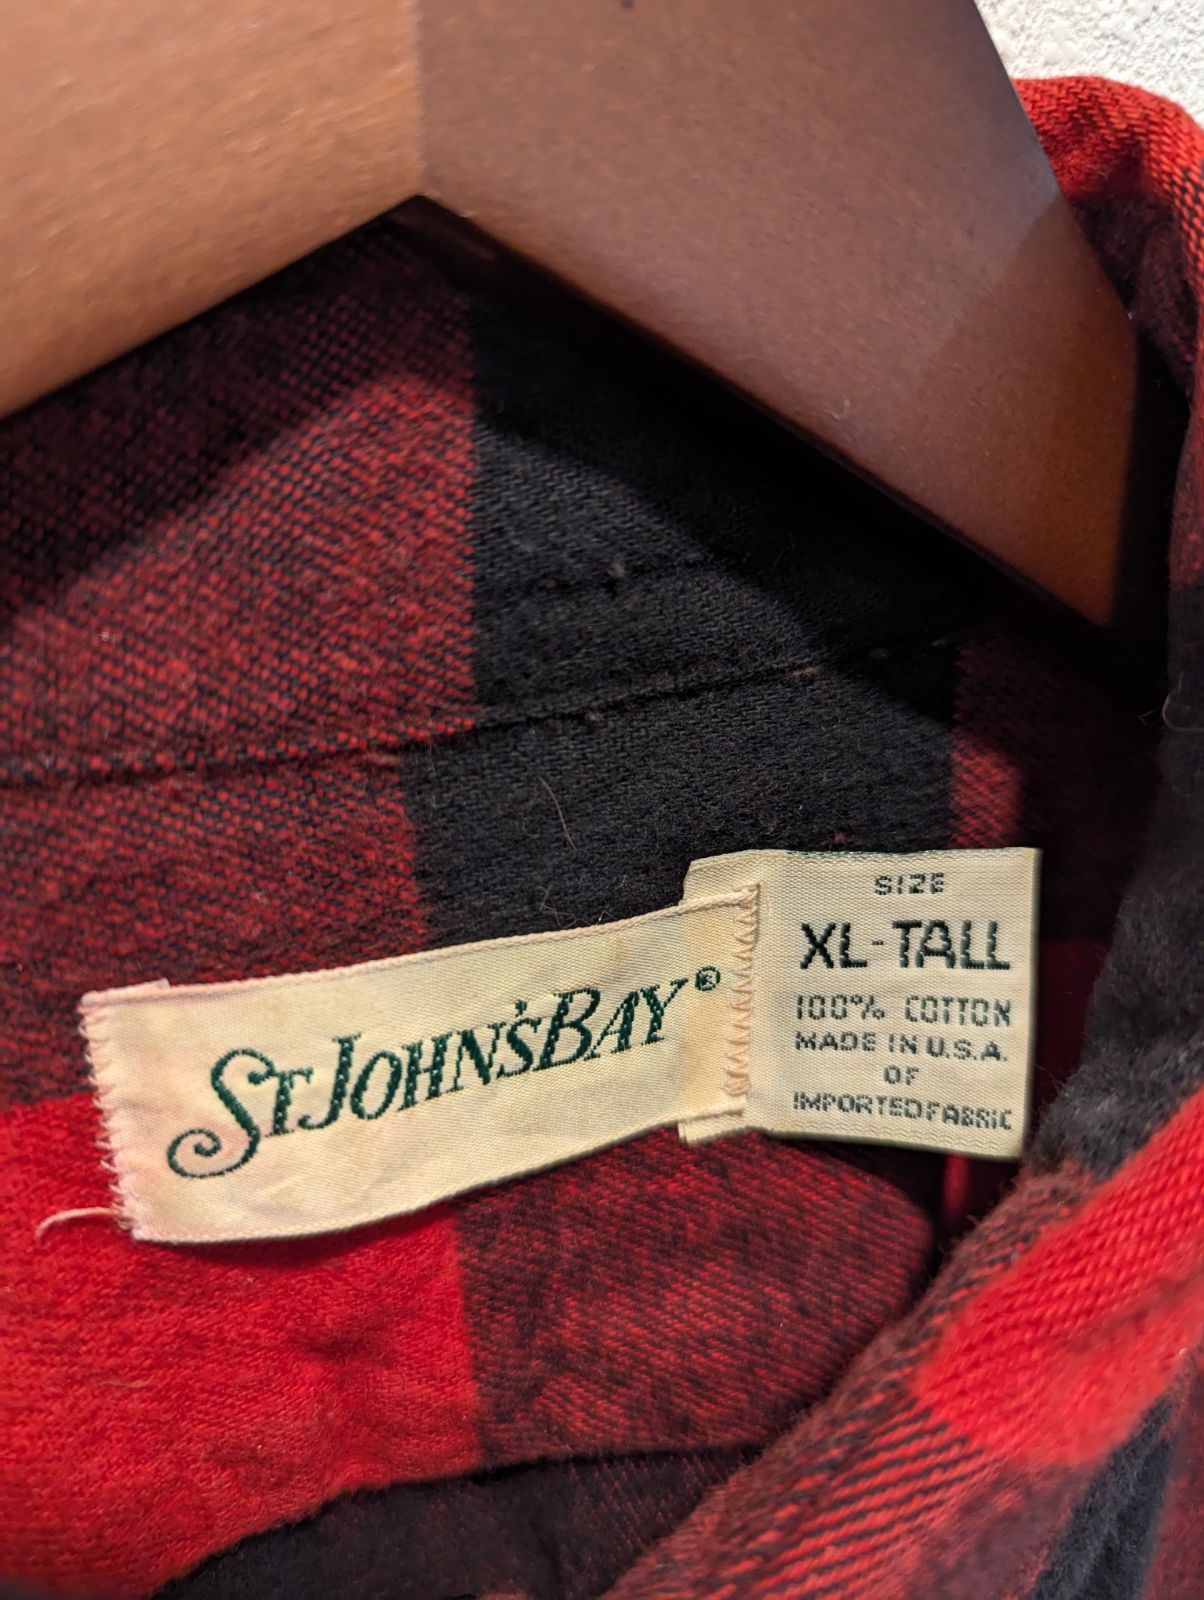 ST. JOHN'S BAY®
SIZE
XL-TALL
100% COTTON
MADE IN U.S.A.
OF
IMPORTED FABRIC